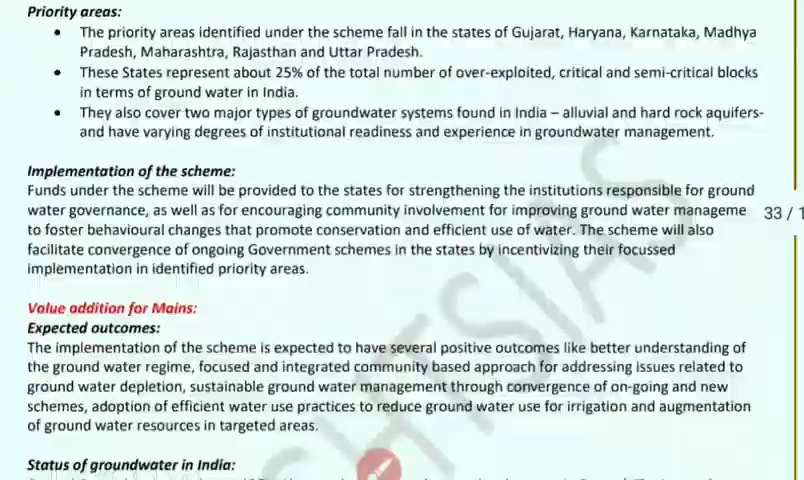 Priority areas:
• The priority areas identified under the scheme fall in the states of Gujarat, Haryana, Karnataka, Madhya
Pradesh, Maharashtra, Rajasthan and Uttar Pradesh.
• These States represent about 25% of the total number of over-exploited, critical and semi-critical blocks
in terms of ground water in India.
• They also cover two major types of groundwater systems found in India – alluvial and hard rock aquifers-
and have varying degrees of institutional readiness and experience in groundwater management.
Implementation of the scheme:
Funds under the scheme will be provided to the states for strengthening the institutions responsible for ground
water governance, as well as for encouraging community involvement for improving ground water manageme
33 / 1
to foster behavioural changes that promote conservation and efficient use of water. The scheme will also
facilitate convergence of ongoing Government schemes in the states by incentivizing their focussed
implementation in identified priority areas.
Value addition for Mains:
Expected outcomes:
The implementation of the scheme is expected to have several positive outcomes like better understanding of
the ground water regime, focused and integrated community based approach for addressing issues related to
ground water depletion, sustainable ground water management through convergence of on-going and new
schemes, adoption of efficient water use practices to reduce ground water use for irrigation and augmentation
of ground water resources in targeted areas.
Status of groundwater in India: